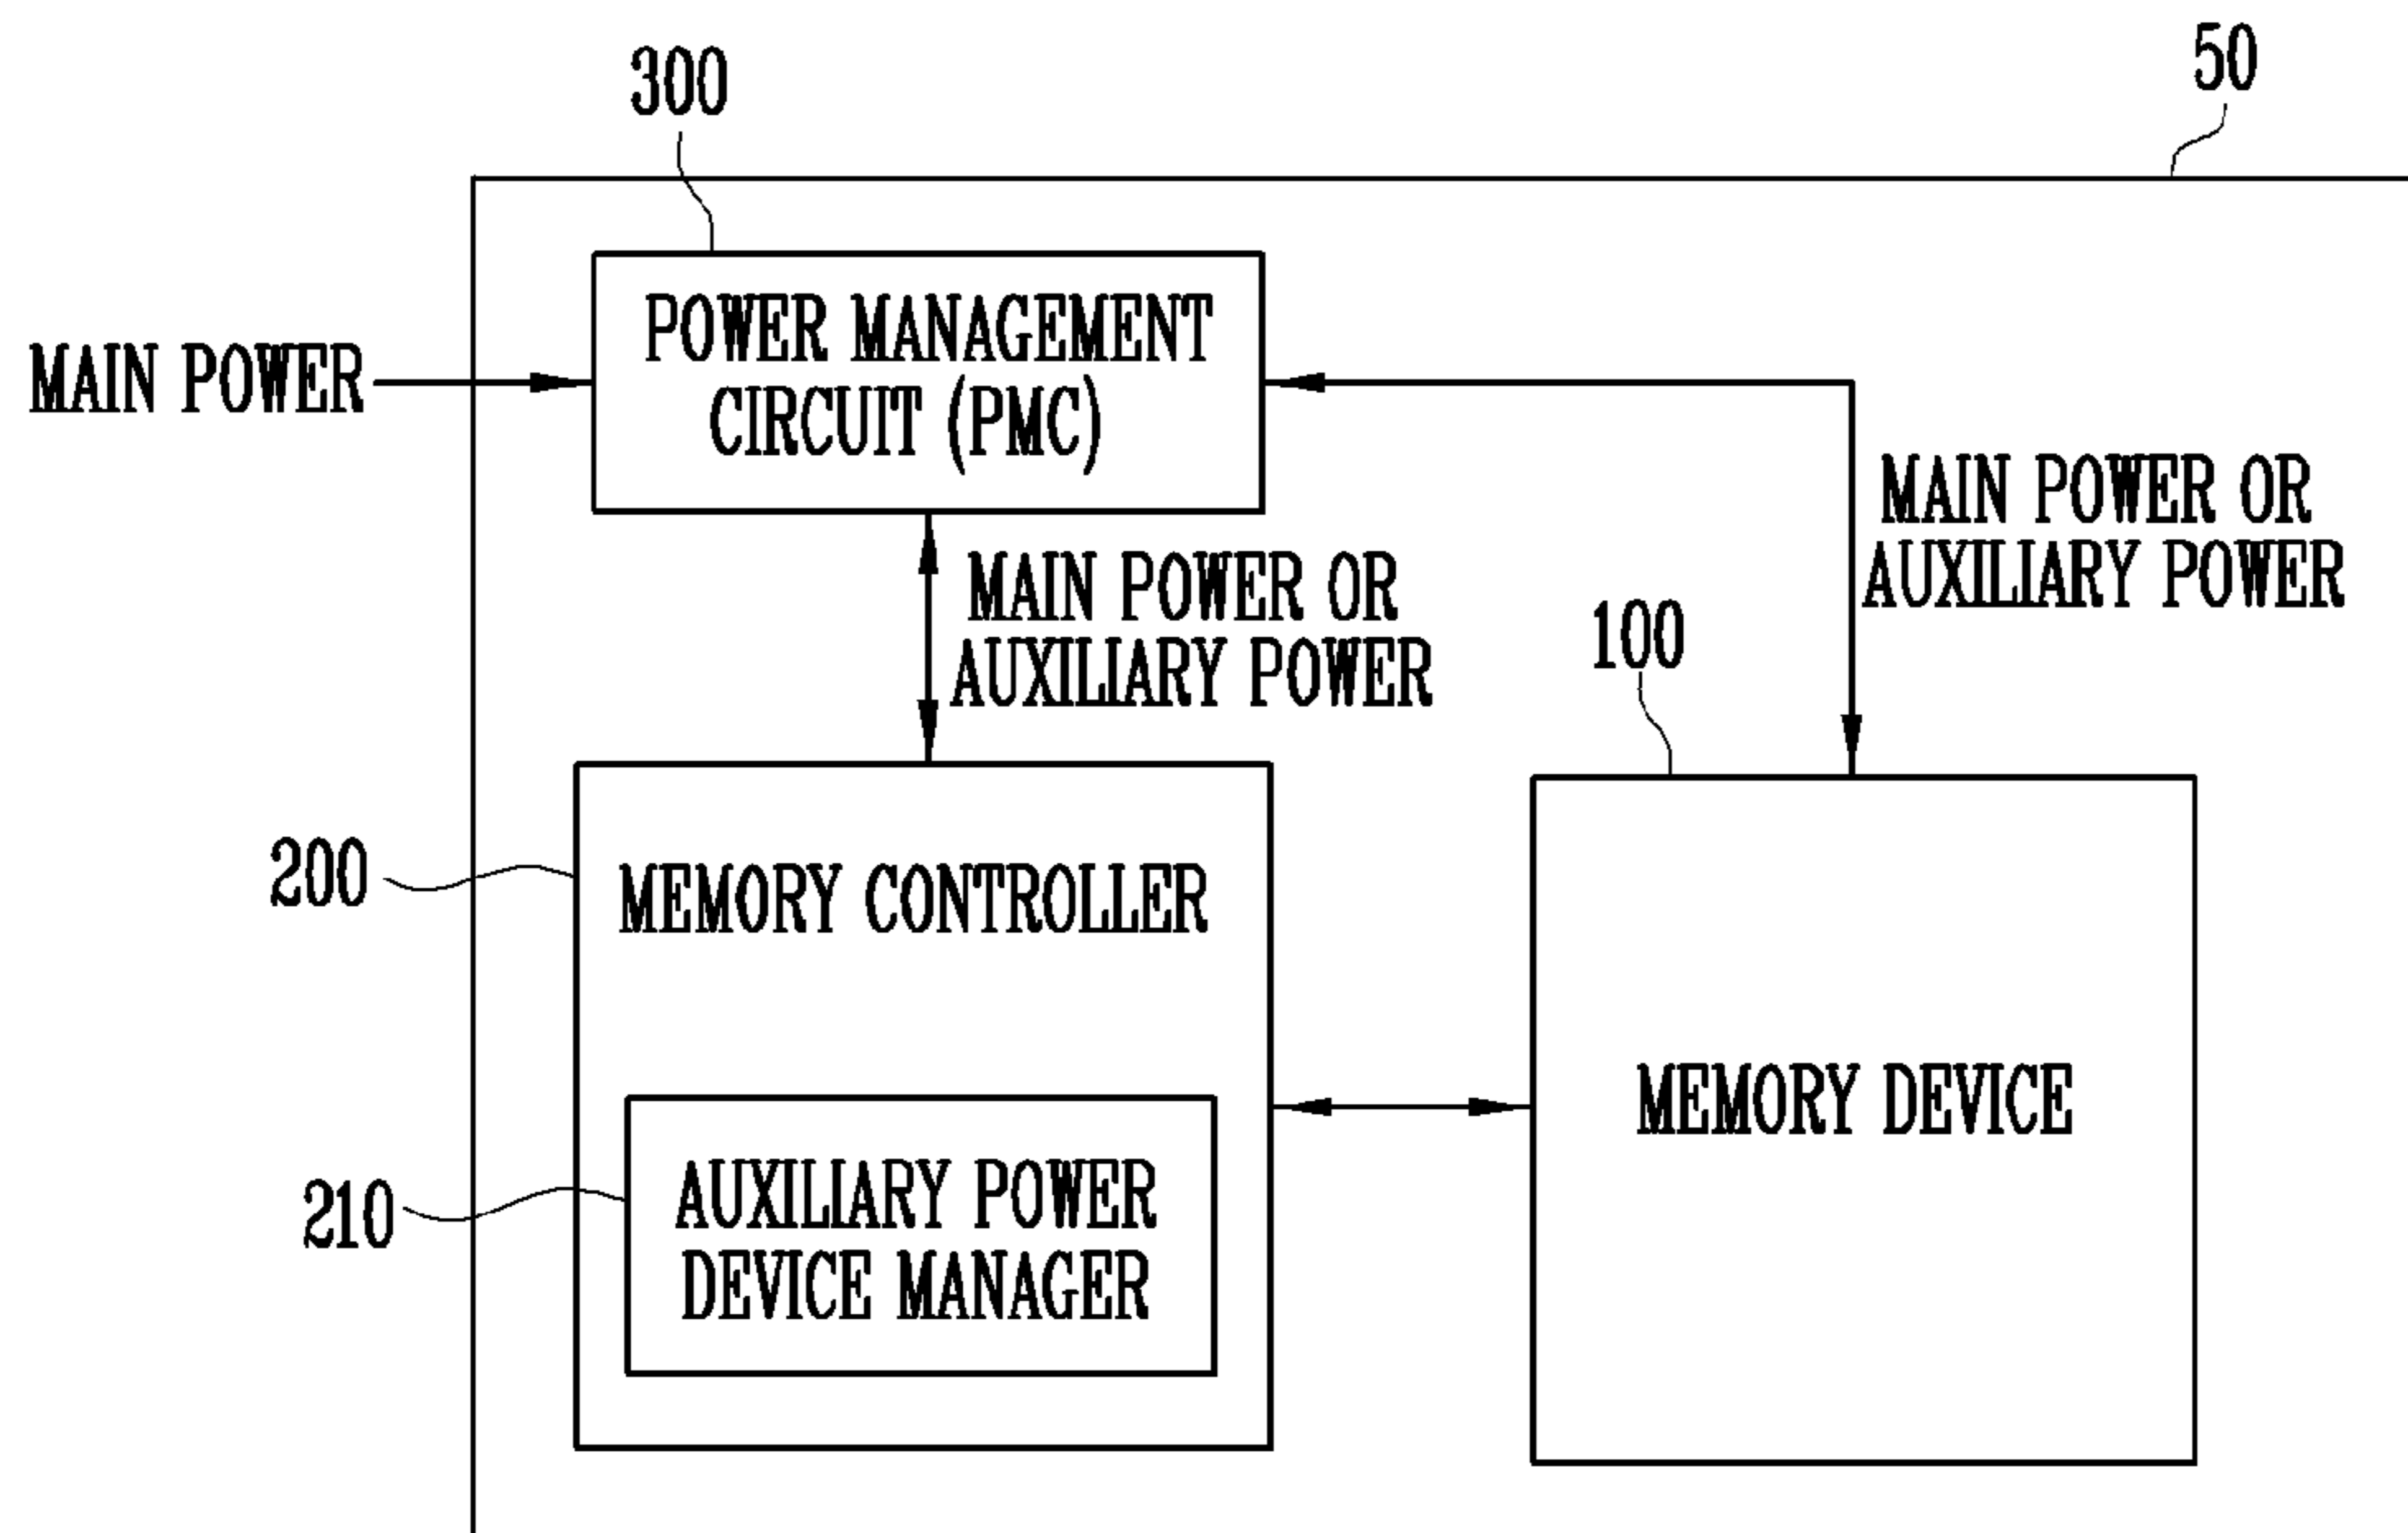 50
300
POWER MANAGEMENT
CIRCUIT (PMC)
MAIN POWER
MAIN POWER OR
AUXILIARY POWER
MAIN POWER OR
AUXILIARY POWER
100
200
MEMORY CONTROLLER
MEMORY DEVICE
210
AUXILIARY POWER
DEVICE MANAGER